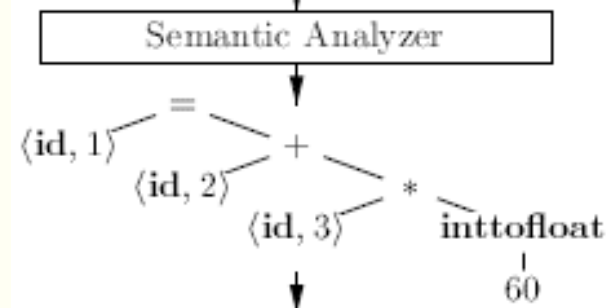 Semantic Analyzer
=
⟨id, 1⟩
+
⟨id, 2⟩
*
⟨id, 3⟩ inttofloat
60